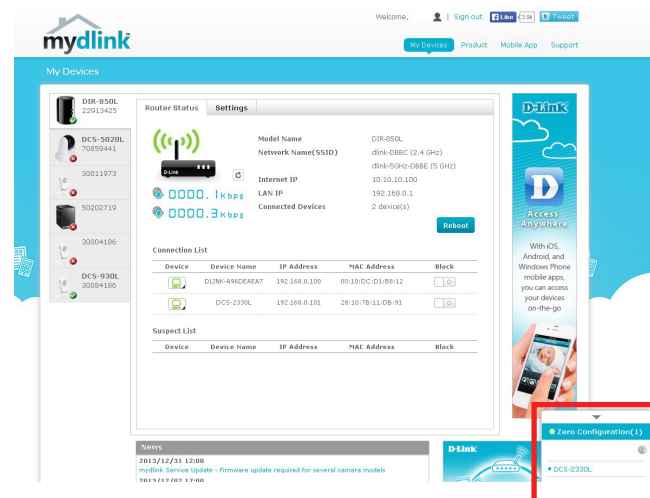 Welcome, | Sign out Like Tweet
mydlink
My Devices Product Mobile App Support
My Devices
DIR-850L
22913425
DCS-5020L
70859441
30011973
50202719
30004186
DCS-930L
30084186
Router Status Settings
D-Link
Model Name DIR-850L
Network Name(SSID) dlink-DBBC (2.4 GHz)
dlink-5GHz-DBBE (5 GHz)
Internet IP 10.10.10.100
LAN IP 192.168.0.1
Connected Devices 2 device(s)
0000.1Kbps
0000.3Kbps
Reboot
Connection List
Device Device Name IP Address MAC Address Block
DLINK-A96DEAEA7 192.168.0.100 00:10:DC:D1:B8:12
DCS-2330L 192.168.0.101 28:10:7B:11:DB:91
Suspect List
Device Device Name IP Address MAC Address Block
D-Link
D
Access
Anywhere
With iOS,
Android, and
Windows Phone
mobile apps,
you can access
your devices
on-the-go
News
2013/12/31 12:00
mydlink Service Update - Firmware update required for several camera models
2013/12/02 17:00
D-Link
Zero Configuration(1)
DCS-2330L